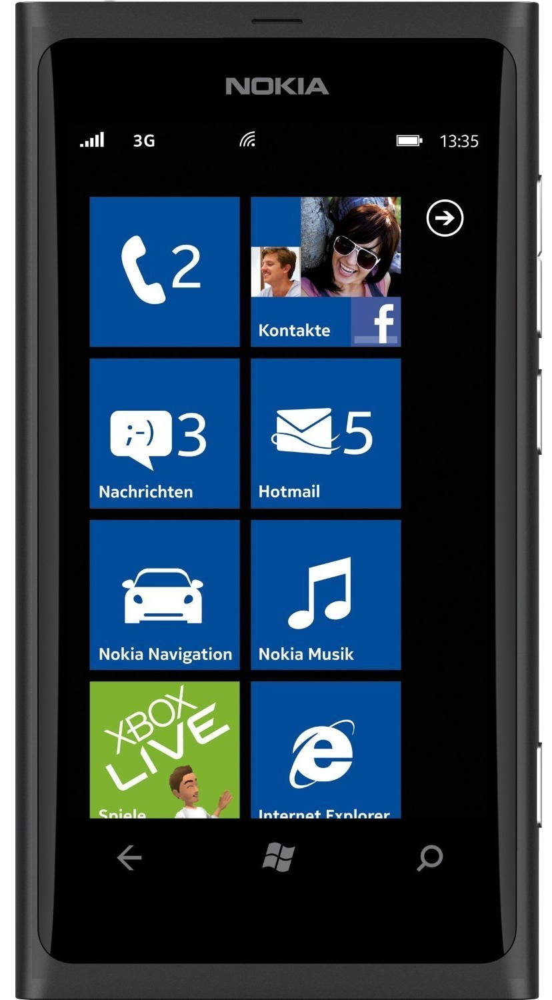 NOKIA
3G 13:35
2
Kontakte f
;-) 3
Nachrichten
5
Hotmail
Nokia Navigation
Nokia Musik
XBOX
LIVE
Spiele
Internet Explorer